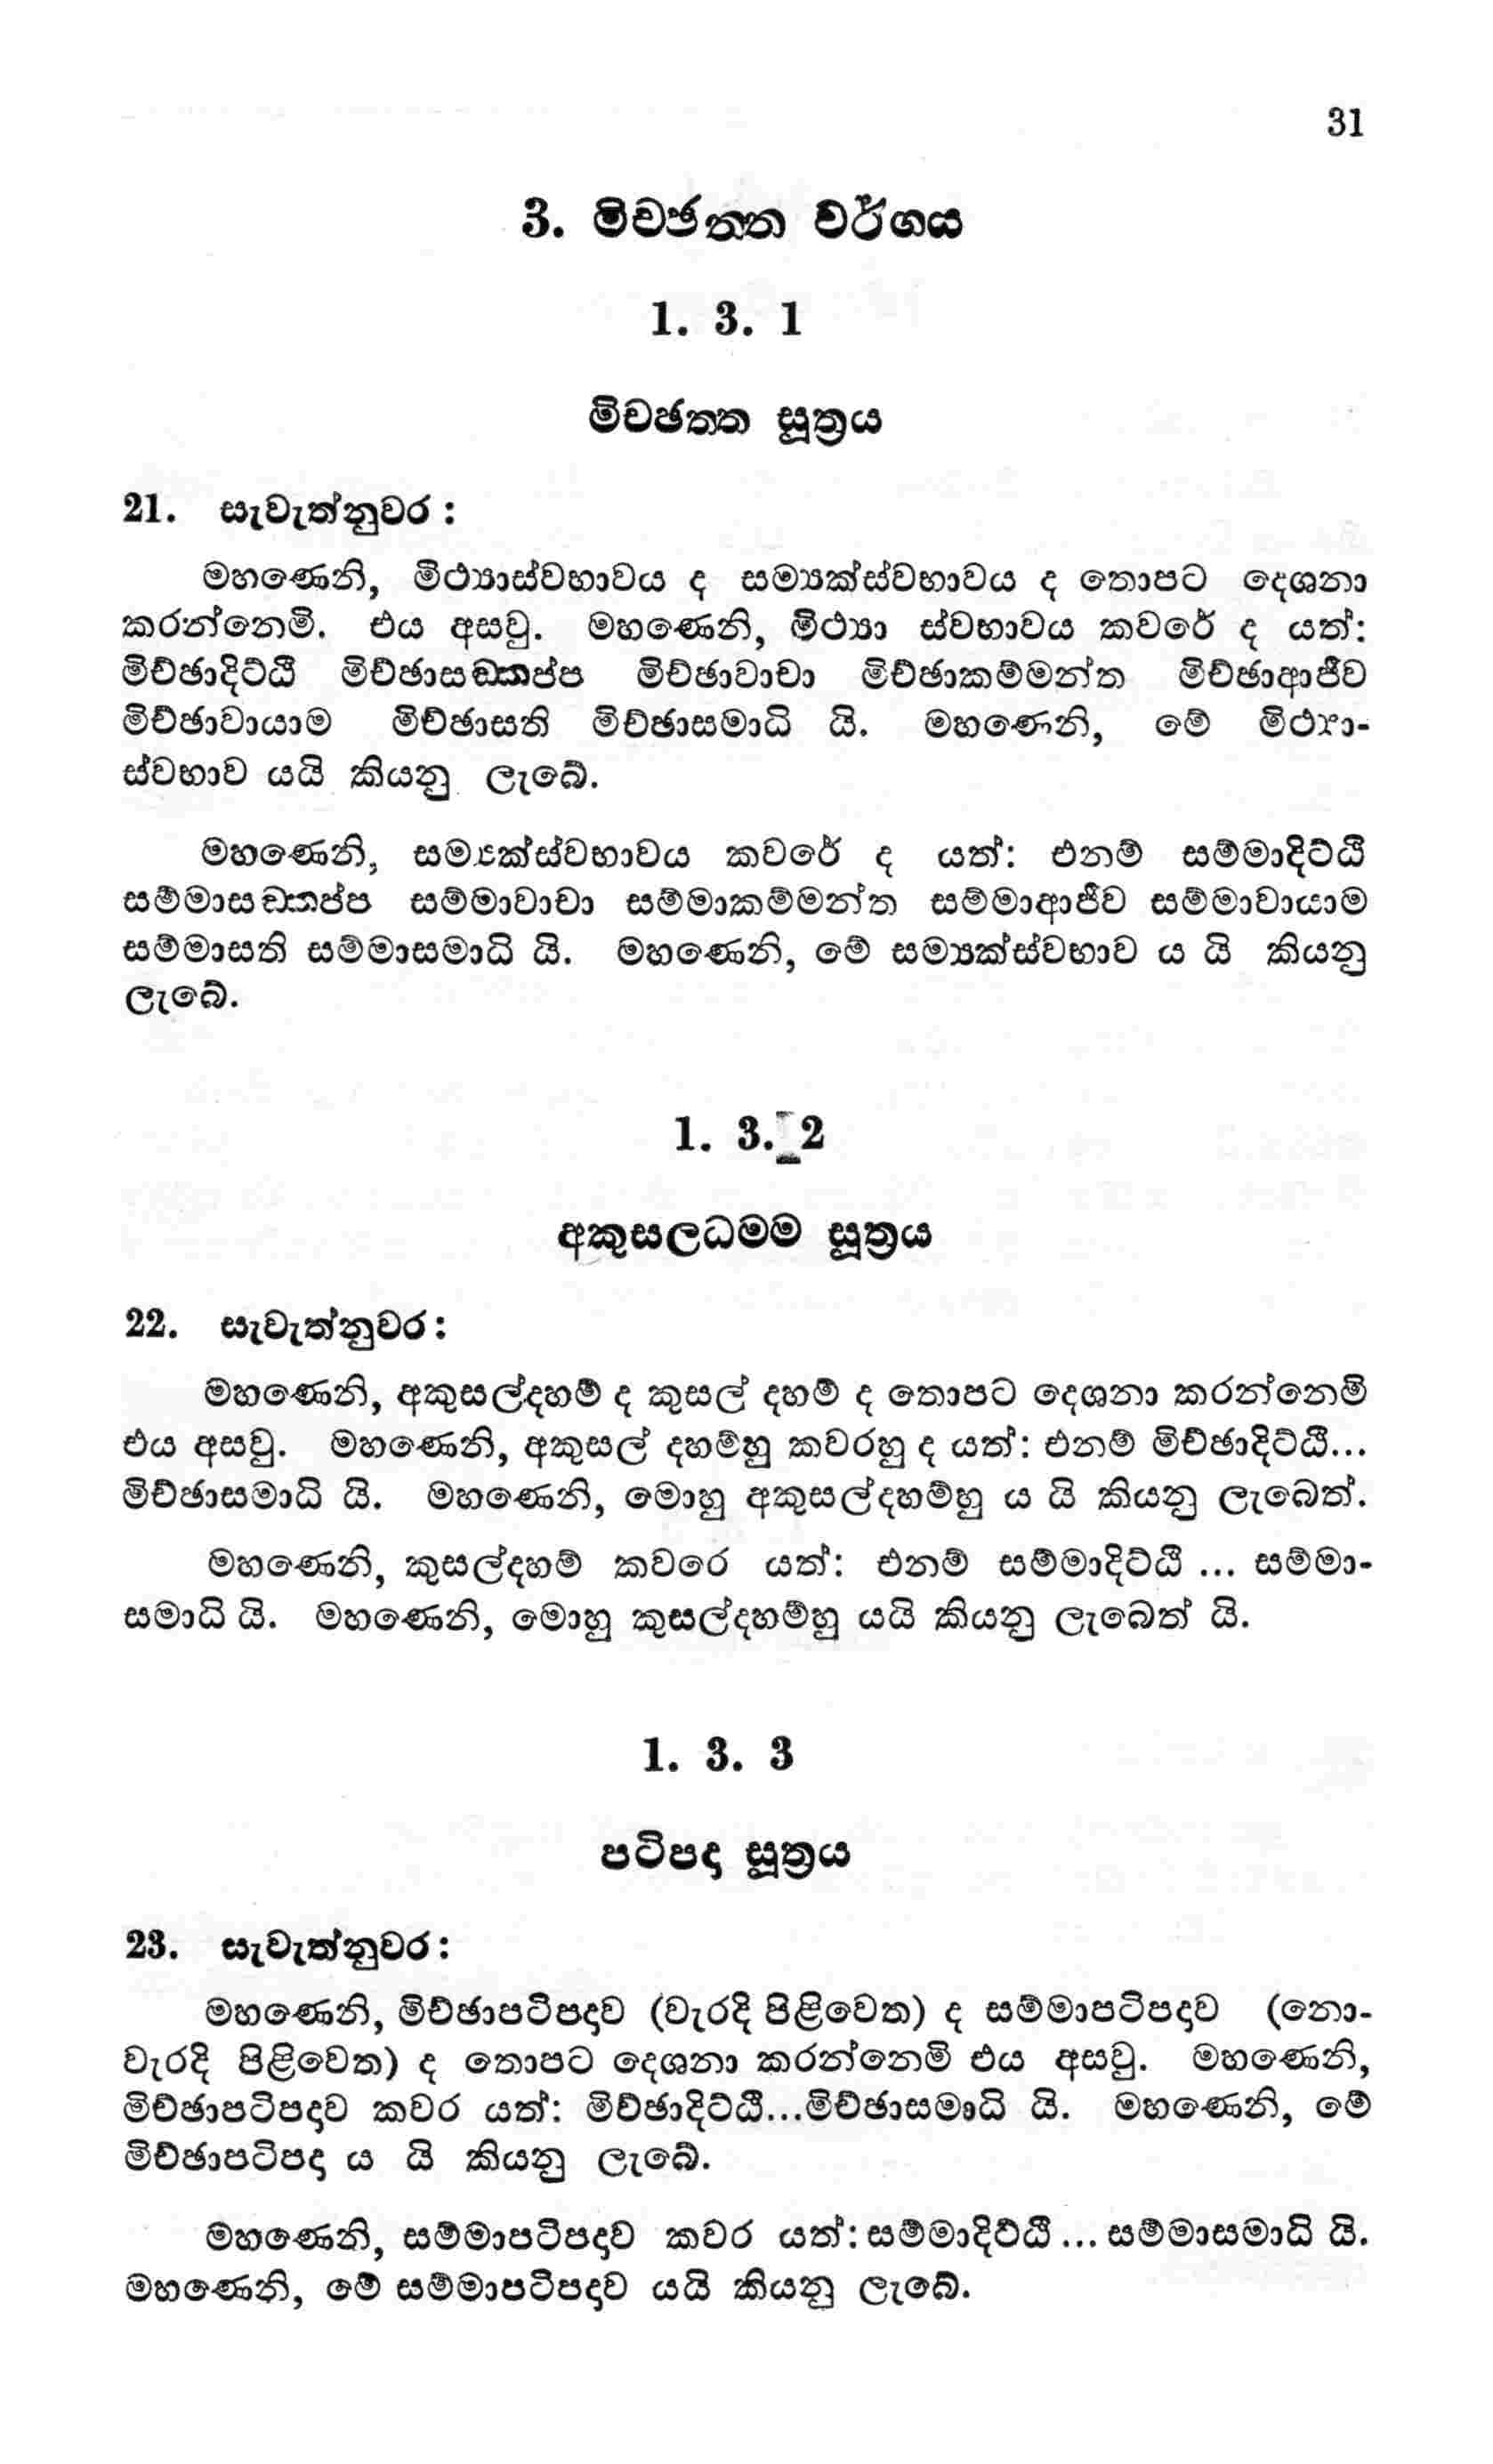 31
3. මිච‍ඡත‍ත වර්ගය
1. 3. 1
මිච‍ඡත‍ත සූත්‍රය
21. සැවැත්නුවර :
මහණෙනි, මිථ්‍යාස්වභාවය ද සම්‍යක්ස්වභාවය ද තොපට දෙශනා
කරන්නෙමි. එය අසවු. මහණෙනි, මිථ්‍යා ස්වභාවය කවරේ ද යත්:
මිච්ඡාදිට්ඨි මිච්ඡාසඞ්කප්ප මිච්ඡාවාචා මිච්ඡාකම්මන්ත මිච්ඡාආජීව
මිච්ඡාවායාම මිච්ඡාසති මිච්ඡාසමාධි යි. මහණෙනි, මේ මිථ්‍යා-
ස්වභාව යයි කියනු ලැබේ.
මහණෙනි, සම්‍යක්ස්වභාවය කවරේ ද යත්: එනම් සම්මාදිට්ඨි
සම්මාසඞ්කප්ප සම්මාවාචා සම්මාකම්මන්ත සම්මාආජීව සම්මාවායාම
සම්මාසති සම්මාසමාධි යි. මහණෙනි, මේ සම්‍යක්ස්වභාව ය යි කියනු
ලැබේ.
1. 3. 2
අකුසලධම‍ම සූත්‍රය
22. සැවැත්නුවර :
මහණෙනි, අකුසල්දහම් ද කුසල් දහම් ද තොපට දෙශනා කරන්නෙමි
එය අසවු. මහණෙනි, අකුසල් දහම්හු කවරහු ද යත්: එනම් මිච්ඡාදිට්ඨි...
මිච්ඡාසමාධි යි. මහණෙනි, මොහු අකුසල්දහම්හු ය යි කියනු ලැබෙත්.
මහණෙනි, කුසල්දහම් කවරෙ යත්: එනම් සම්මාදිට්ඨි ... සම්මා-
සමාධි යි. මහණෙනි, මොහු කුසල්දහම්හු යයි කියනු ලැබෙත් යි.
1. 3. 3
පටිපදා සූත්‍රය
23. සැවැත්නුවර :
මහණෙනි, මිච්ඡාපටිපදාව (වැරදි පිළිවෙත) ද සම්මාපටිපදාව (නො-
වැරදි පිළිවෙත) ද තොපට දෙශනා කරන්නෙමි එය අසවු. මහණෙනි,
මිච්ඡාපටිපදාව කවර යත්: මිච්ඡාදිට්ඨි...මිච්ඡාසමාධි යි. මහණෙනි, මේ
මිච්ඡාපටිපදා ය යි කියනු ලැබේ.
මහණෙනි, සම්මාපටිපදාව කවර යත්: සම්මාදිට්ඨි ... සම්මාසමාධි යි.
මහණෙනි, මේ සම්මාපටිපදාව යයි කියනු ලැබේ.